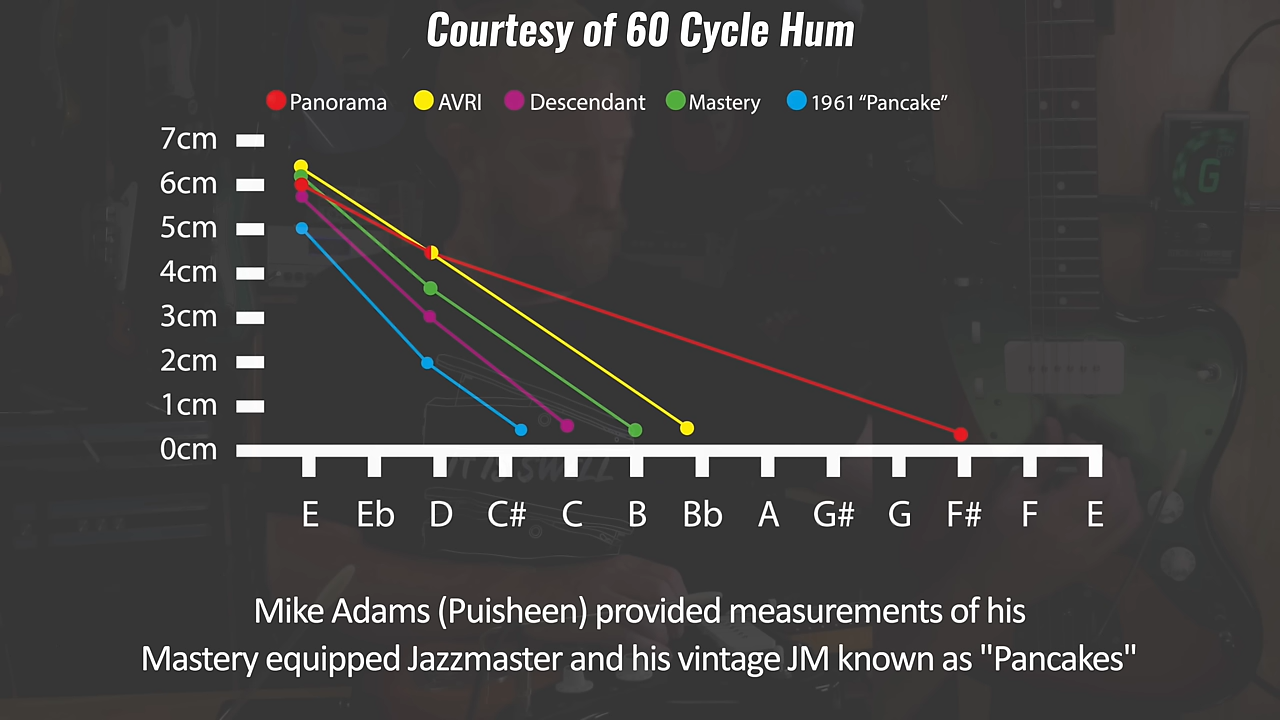 Courtesy of 60 Cycle Hum
Panorama AVRI Descendant Mastery 1961 “Pancake”
7cm
6cm
5cm
4cm
3cm
2cm
1cm
0cm
E Eb D C# C B Bb A G# G F# F E
G
Mike Adams (Puisheen) provided measurements of his
Mastery equipped Jazzmaster and his vintage JM known as "Pancakes"